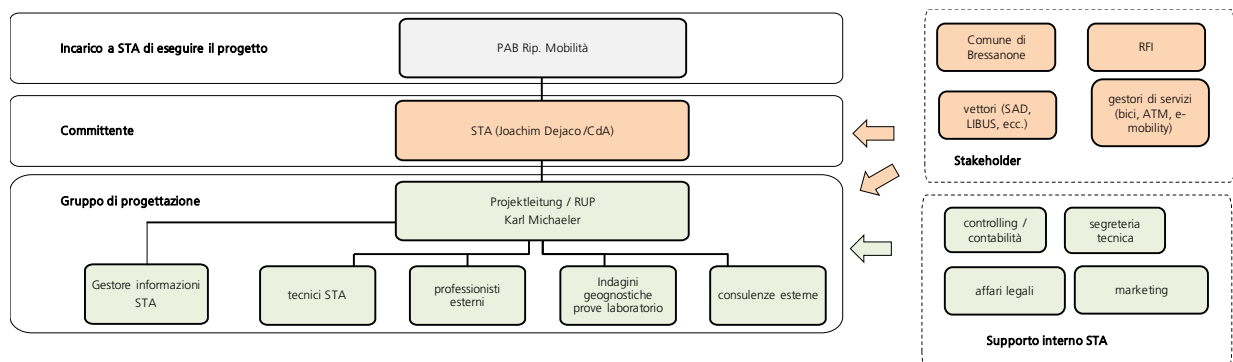 Incarico a STA di eseguire il progetto
PAB Rip. Mobilità
Committente
STA (Joachim Dejaco/CdA)
Gruppo di progettazione
Projektleitung / RUP
Karl Michaeler
Gestore informazioni
STA
tecnici STA
professionisti
esterni
Indagini
geognostiche
prove laboratorio
consulenze esterne
Comune di
Bressanone
RFI
vettori (SAD,
LIBUS, ecc.)
gestori di servizi
(bici, ATM, e-
mobility)
Stakeholder
controlling /
contabilità
segreteria
tecnica
affari legali
marketing
Supporto interno STA